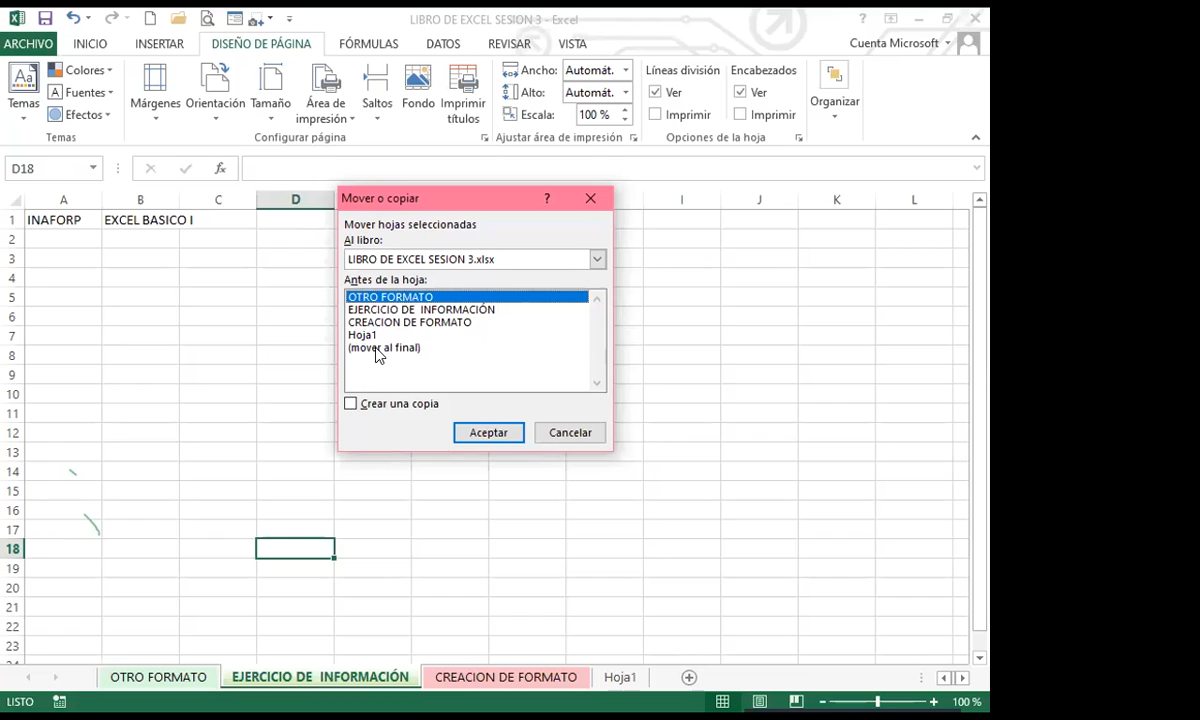 LIBRO DE EXCEL SESION 3 - Excel
ARCHIVO INICIO INSERTAR DISEÑO DE PÁGINA FÓRMULAS DATOS REVISAR VISTA Cuenta Microsoft
Colores Ancho: Automát. Líneas división Encabezados
Fuentes Alto: Automát. Ver Ver
Temas Márgenes Orientación Tamaño Área de impresión Saltos Fondo Imprimir títulos Organizar
Efectos Escala: 100 % Imprimir Imprimir
Temas Configurar página Ajustar área de impresión Opciones de la hoja
D18 fx
A B C D I J K L
1 INAFORP EXCEL BASICO I
2
3
4
5
6
7
8
9
10
11
12
13
14
15
16
17
18
19
20
21
22
23
24
Mover o copiar ?
Mover hojas seleccionadas
Al libro:
LIBRO DE EXCEL SESION 3.xlsx
Antes de la hoja:
OTRO FORMATO
EJERCICIO DE INFORMACIÓN
CREACION DE FORMATO
Hoja1
(mover al final)
Crear una copia
Aceptar Cancelar
OTRO FORMATO EJERCICIO DE INFORMACIÓN CREACION DE FORMATO Hoja1
LISTO 100 %